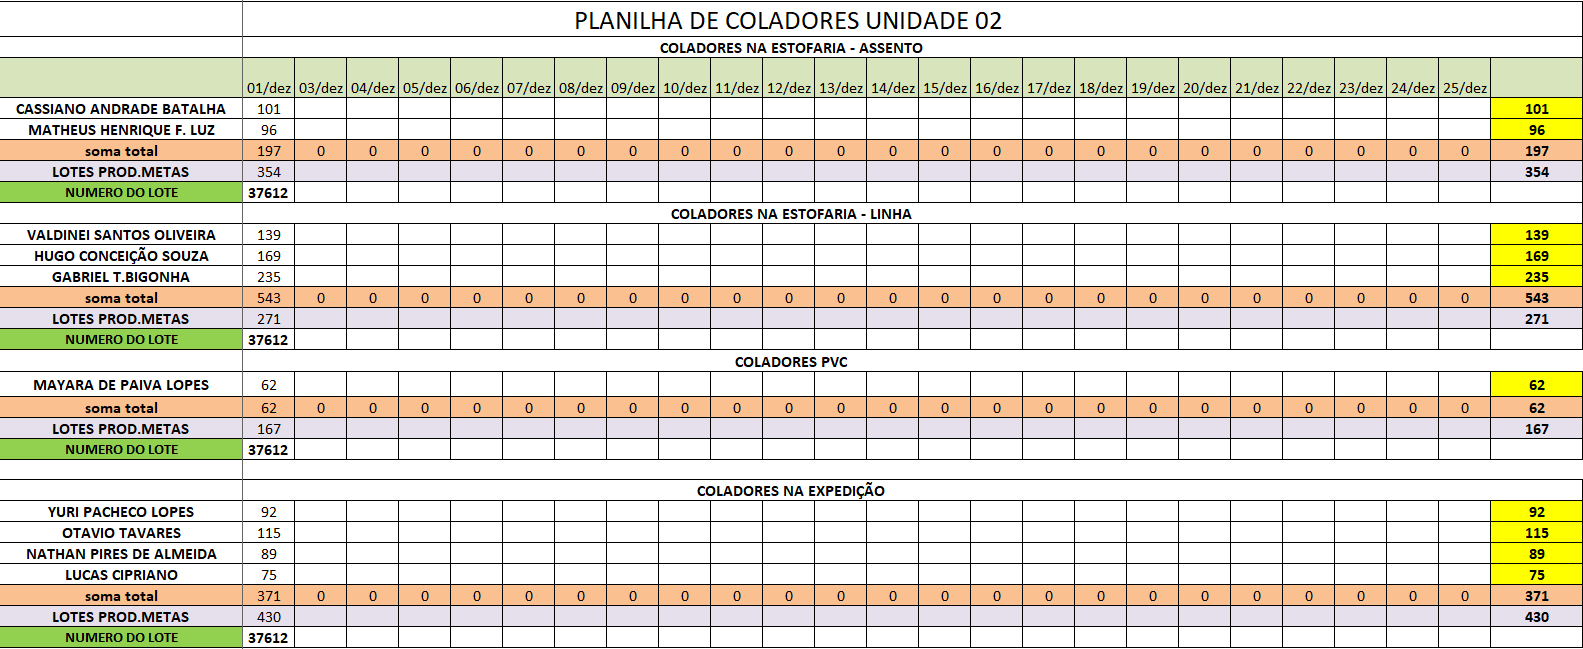 PLANILHA DE COLADORES UNIDADE 02
COLADORES NA ESTOFARIA - ASSENTO
01/dez 03/dez 04/dez 05/dez 06/dez 07/dez 08/dez 09/dez 10/dez 11/dez 12/dez 13/dez 14/dez 15/dez 16/dez 17/dez 18/dez 19/dez 20/dez 21/dez 22/dez 23/dez 24/dez 25/dez
CASSIANO ANDRADE BATALHA 101 101
MATHEUS HENRIQUE F. LUZ 96 96
soma total 197 0 0 0 0 0 0 0 0 0 0 0 0 0 0 0 0 0 0 0 0 0 0 0 197
LOTES PROD.METAS 354 354
NUMERO DO LOTE 37612
COLADORES NA ESTOFARIA - LINHA
VALDINEI SANTOS OLIVEIRA 139 139
HUGO CONCEIÇÃO SOUZA 169 169
GABRIEL T.BIGONHA 235 235
soma total 543 0 0 0 0 0 0 0 0 0 0 0 0 0 0 0 0 0 0 0 0 0 0 0 543
LOTES PROD.METAS 271 271
NUMERO DO LOTE 37612
COLADORES PVC
MAYARA DE PAIVA LOPES 62 62
soma total 62 0 0 0 0 0 0 0 0 0 0 0 0 0 0 0 0 0 0 0 0 0 0 0 62
LOTES PROD.METAS 167 167
NUMERO DO LOTE 37612
COLADORES NA EXPEDIÇÃO
YURI PACHECO LOPES 92 92
OTAVIO TAVARES 115 115
NATHAN PIRES DE ALMEIDA 89 89
LUCAS CIPRIANO 75 75
soma total 371 0 0 0 0 0 0 0 0 0 0 0 0 0 0 0 0 0 0 0 0 0 0 0 371
LOTES PROD.METAS 430 430
NUMERO DO LOTE 37612